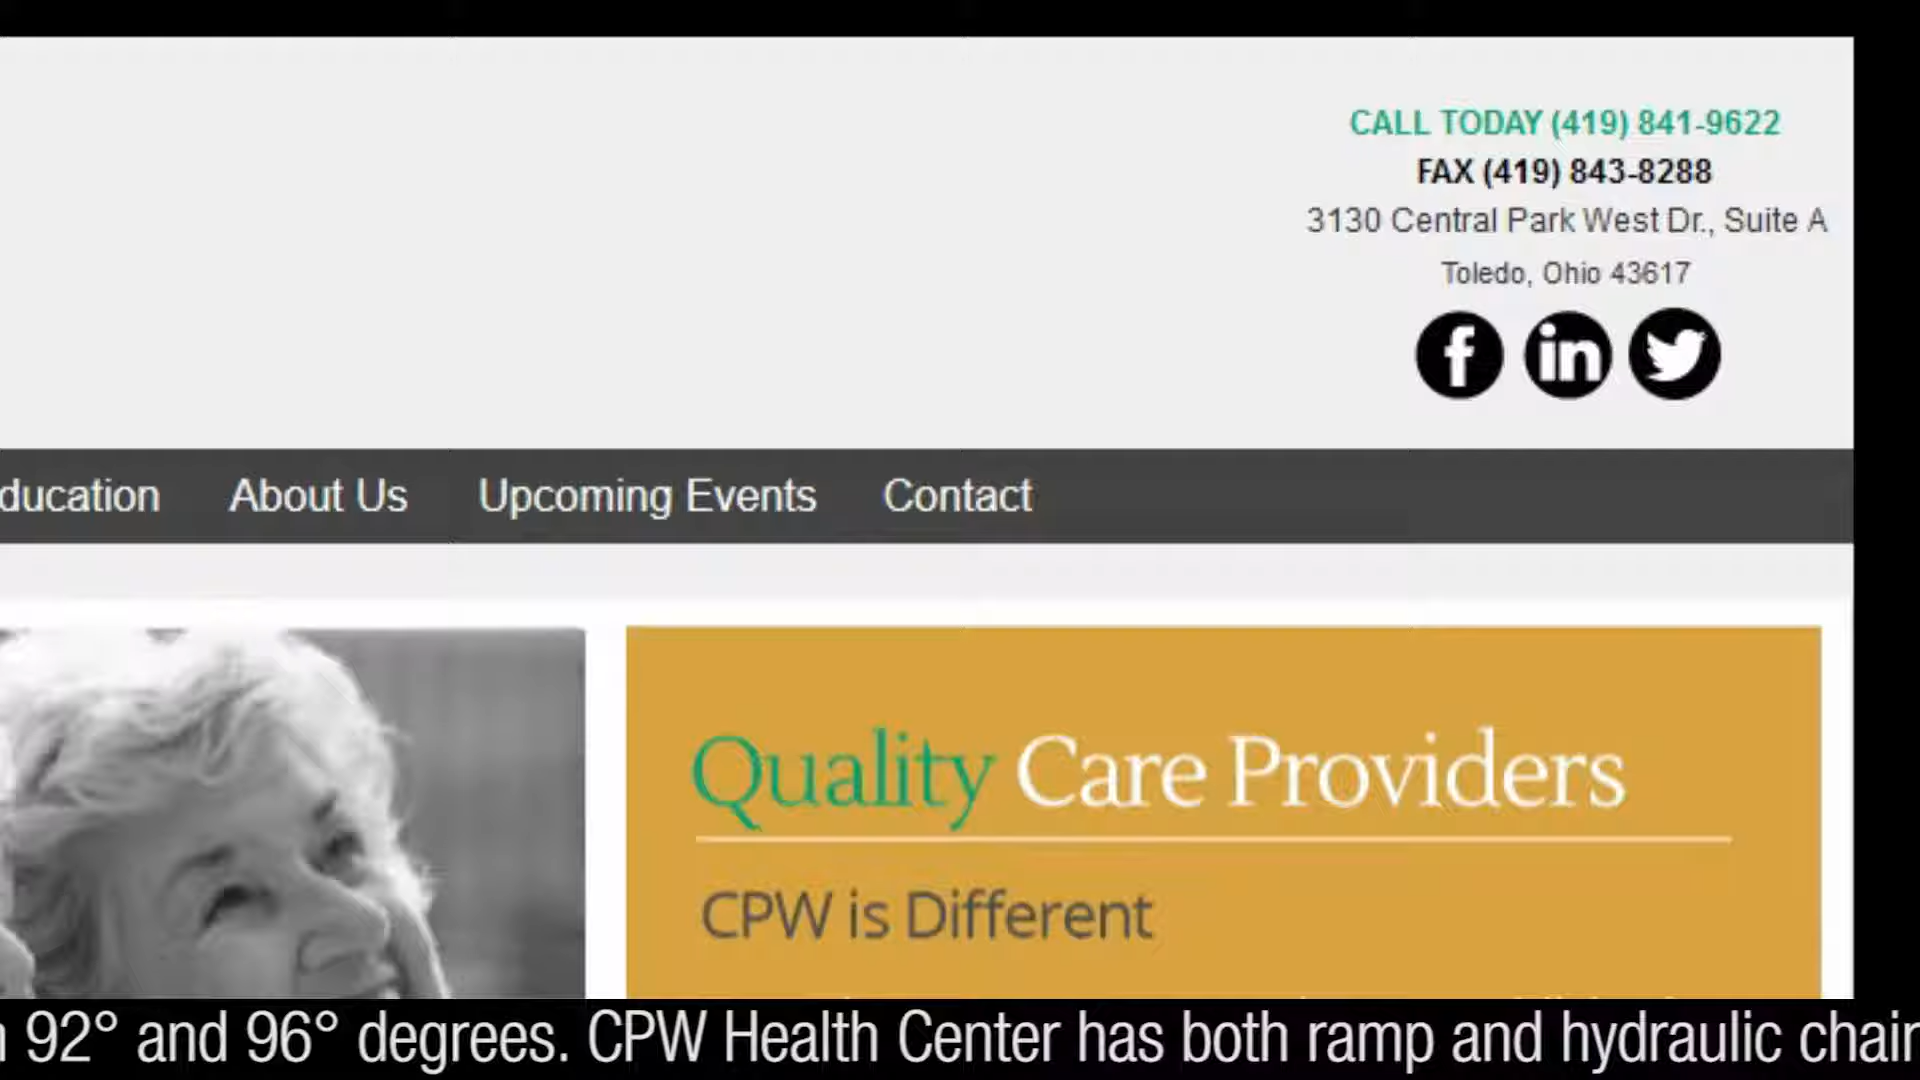 CALL TODAY (419) 841-9622
FAX (419) 843-8288
3130 Central Park West Dr., Suite A
Toledo, Ohio 43617
ducation About Us Upcoming Events Contact
Quality Care Providers
CPW is Different
92° and 96° degrees. CPW Health Center has both ramp and hydraulic chair